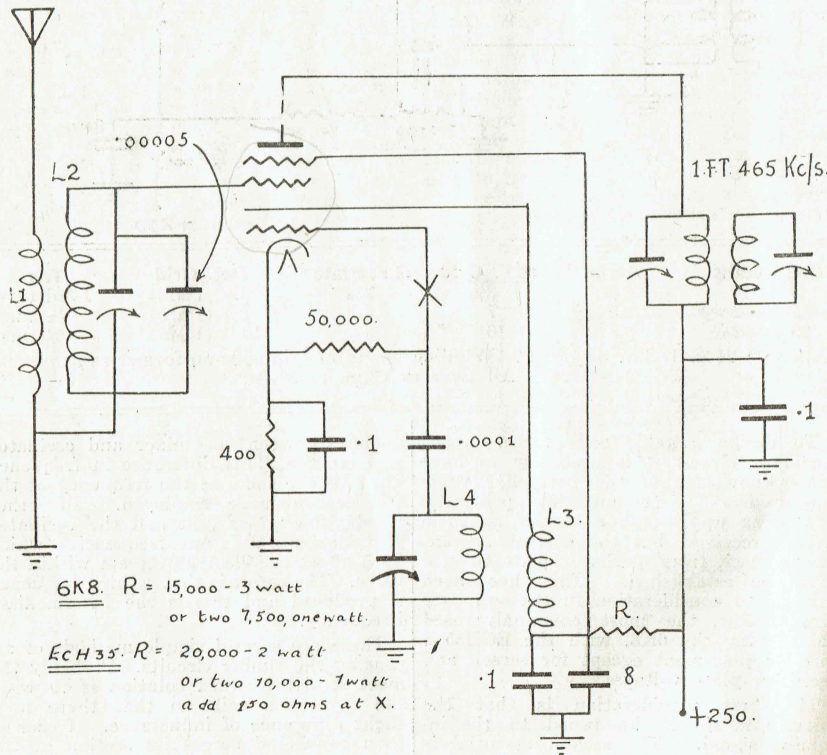 .00005
L2
1.FT. 465 Kc/s.
L1
50,000.
.1
400
.1
.0001
L4
L3.
R
6K8. R = 15,000 - 3 watt
or two 7,500, one watt.
ECH35. R = 20,000 - 2 watt
or two 10,000 - 1 watt
add 150 ohms at X.
.1
8
+250.